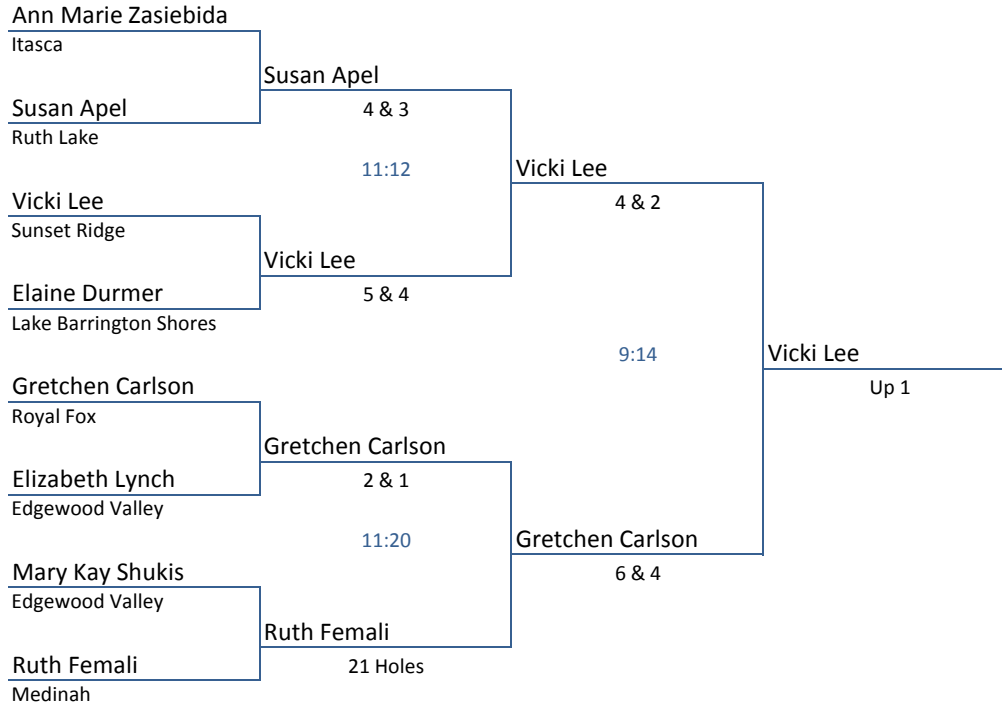 Ann Marie Zasiebida
Itasca
Susan Apel
Susan Apel
4 & 3
Ruth Lake
11:12
Vicki Lee
Vicki Lee
4 & 2
Sunset Ridge
Vicki Lee
Elaine Durmer
5 & 4
Lake Barrington Shores
9:14
Vicki Lee
Gretchen Carlson
Up 1
Royal Fox
Gretchen Carlson
Elizabeth Lynch
2 & 1
Edgewood Valley
11:20
Gretchen Carlson
Mary Kay Shukis
6 & 4
Edgewood Valley
Ruth Femali
Ruth Femali
21 Holes
Medinah